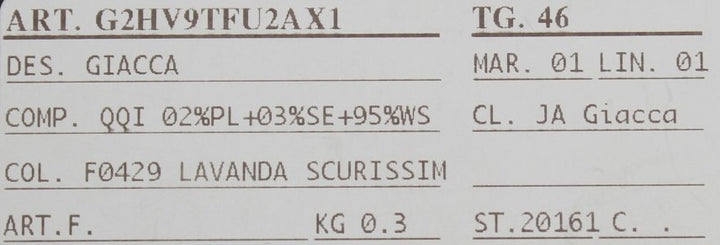 ART. G2HV9TFU2AX1 TG. 46
DES. GIACCA MAR. 01 LIN. 01
COMP. QQI 02%PL+03%SE+95%WS CL. JA Giacca
COL. F0429 LAVANDA SCURISSIM
ART.F. KG 0.3 ST.20161 C. .